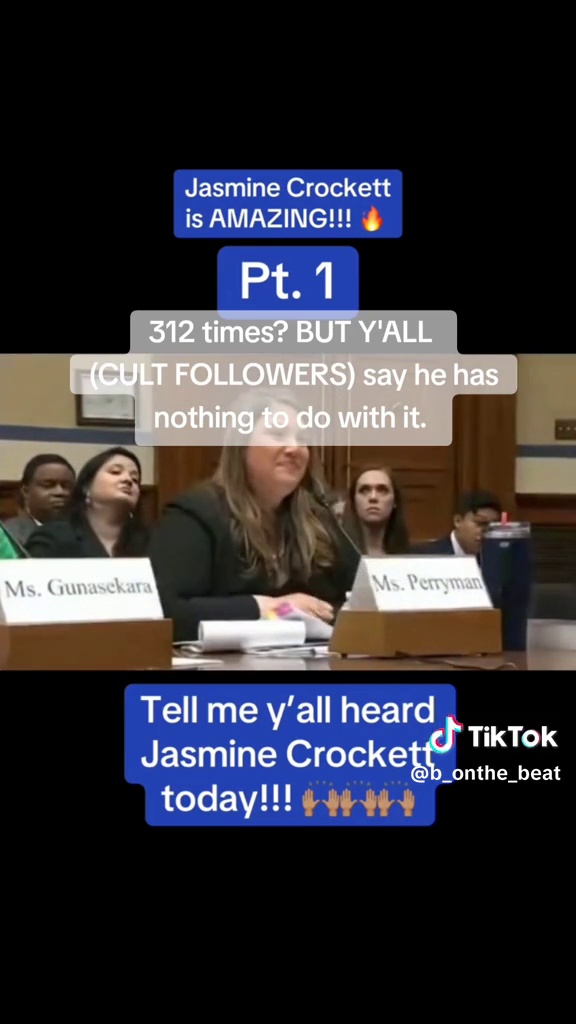 Jasmine Crockett
is AMAZING!!! 🔥
Pt. 1
312 times? BUT Y'ALL
(CULT FOLLOWERS) say he has
nothing to do with it.
Ms. Gunasekara
Ms. Perryman
Tell me y’all heard
Jasmine Crockett
today!!! 🙌🏽🙌🏽🙌🏽
TikTok
@b_onthe_beat